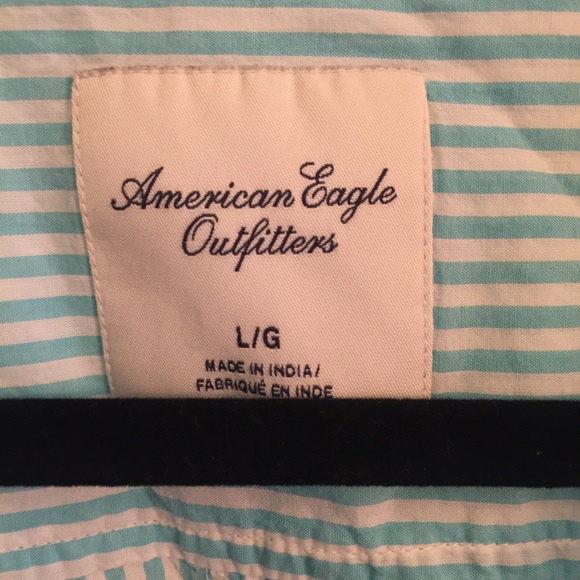 American Eagle
Outfitters
L/G
MADE IN INDIA/
FABRIQUÉ EN INDE